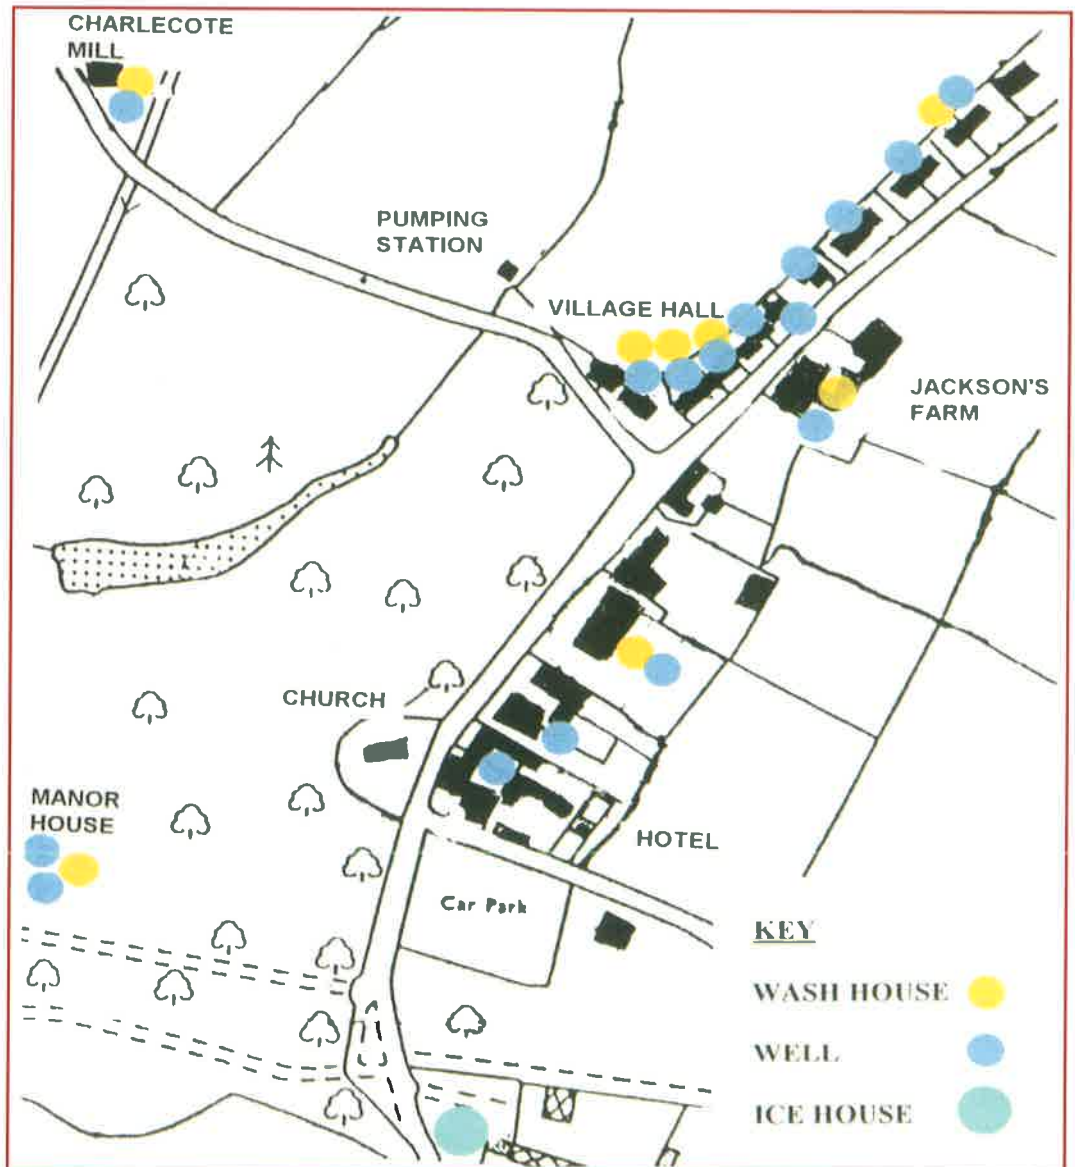 CHARLECOTE
MILL
PUMPING
STATION
VILLAGE HALL
JACKSON'S
FARM
CHURCH
MANOR
HOUSE
HOTEL
Car Park
KEY
WASH HOUSE
WELL
ICE HOUSE